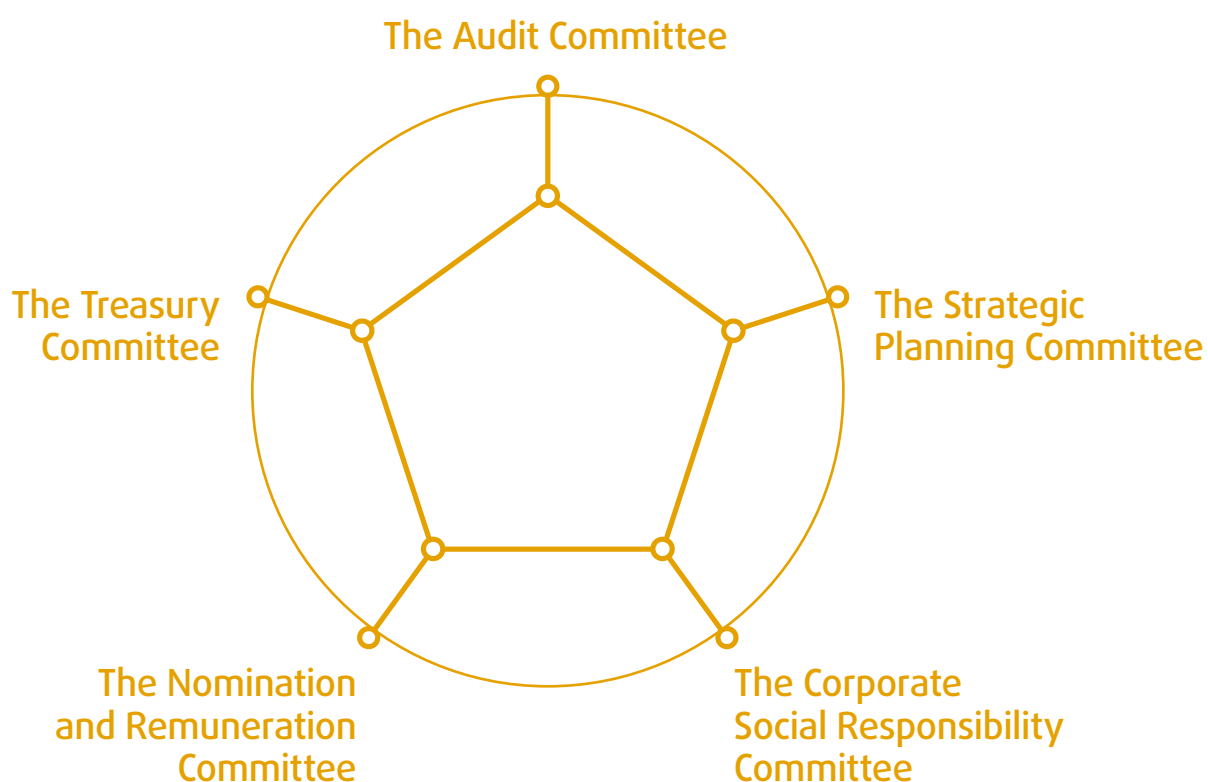 The Audit Committee
The Treasury
Committee
The Strategic
Planning Committee
The Nomination
and Remuneration
Committee
The Corporate
Social Responsibility
Committee